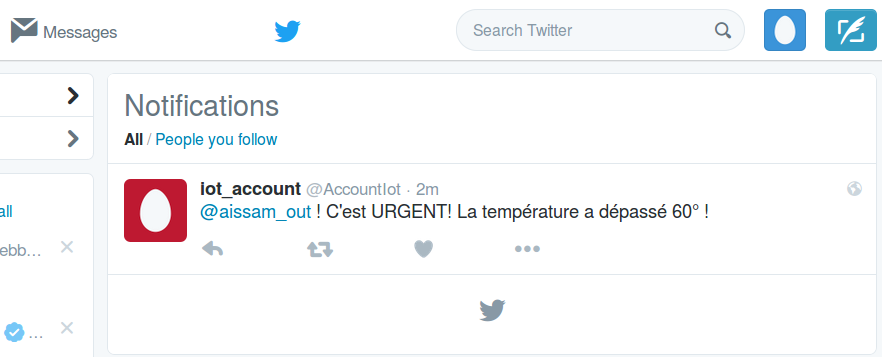 Messages
Search Twitter
Notifications
All / People you follow
iot_account @AccountIot · 2m
@aissam_out ! C'est URGENT! La température a dépassé 60° !
all
ebb...
...